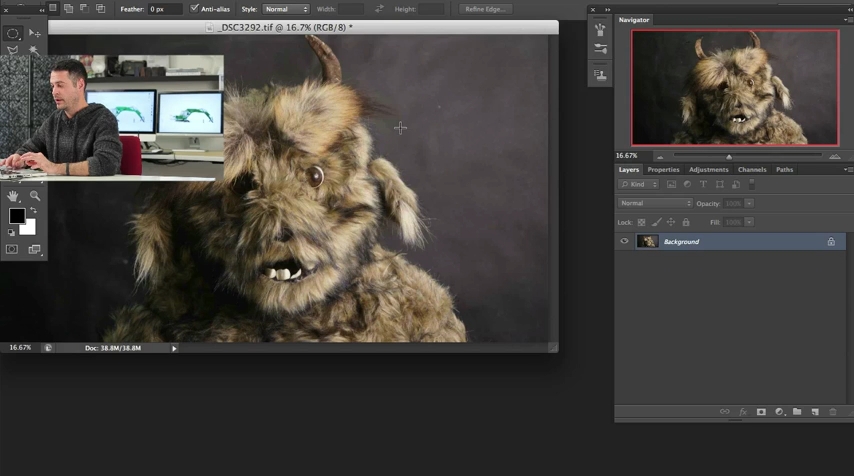 Feather: 0 px Anti-alias Style: Normal Width: Height: Refine Edge...
_DSC3292.tif @ 16.7% (RGB/8) *
Navigator
16.67%
Layers Properties Adjustments Channels Paths
Kind
Normal Opacity: 100%
Lock: Fill: 100%
Background
16.67% Doc: 38.8M/38.8M